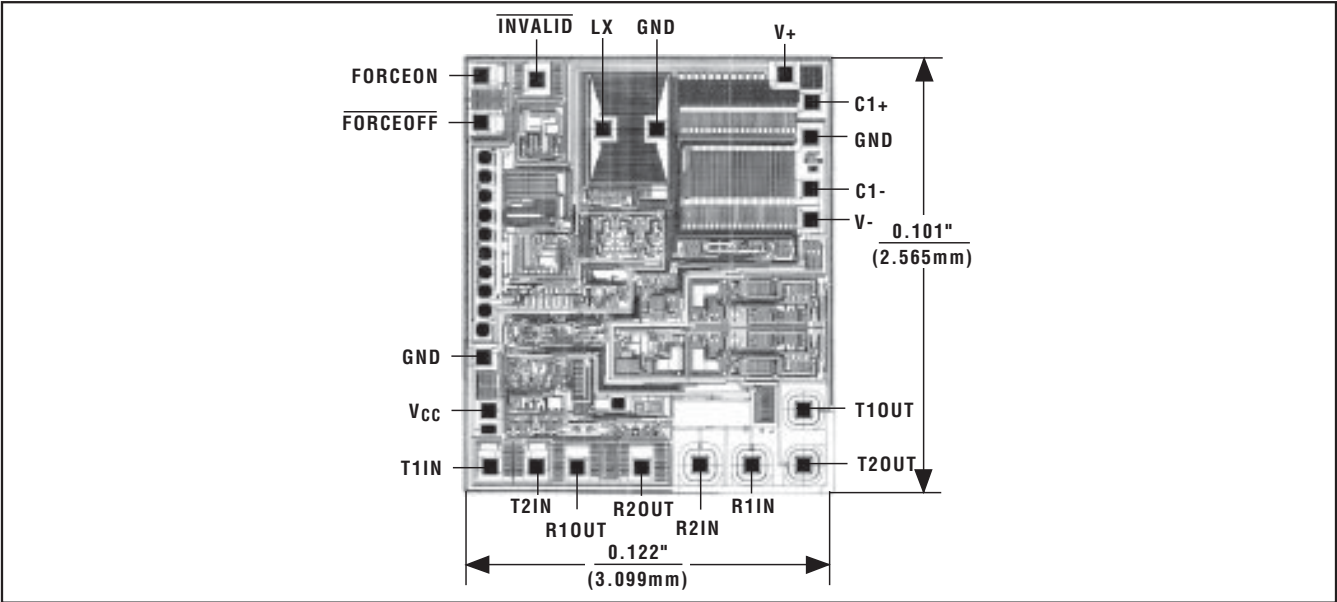 INVALID LX GND V+
FORCEON
C1+
FORCEOFF
GND
C1-
V-
0.101"
(2.565mm)
GND
VCC
T1OUT
T1IN
T2OUT
T2IN
R1OUT
R2OUT
R2IN
R1IN
0.122"
(3.099mm)